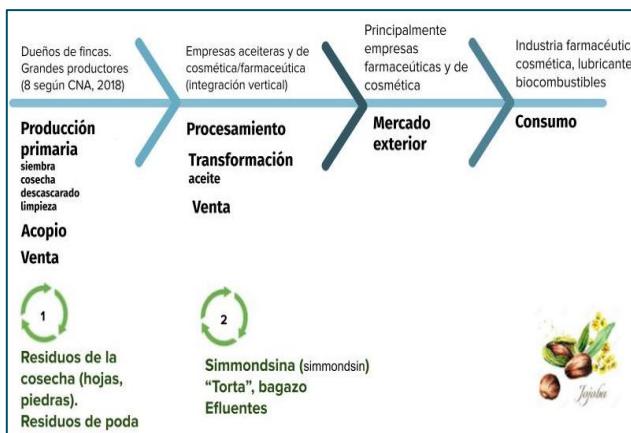 Dueños de fincas.
Grandes productores
(8 según CNA, 2018)
Producción
primaria
siembra
cosecha
descascarado
limpieza
Acopio
Venta
Empresas aceiteras y de
cosmética/farmaceútica
(integración vertical)
Procesamiento
Transformación
aceite
Venta
Principalmente
empresas
farmaceúticas y de
cosmética
Mercado
exterior
Industria farmacéutic
cosmética, lubricante
biocombustibles
Consumo
1
Residuos de la
cosecha (hojas,
piedras).
Residuos de poda
2
Simmondsina (simmondsin)
“Torta”, bagazo
Efluentes
Jojoba